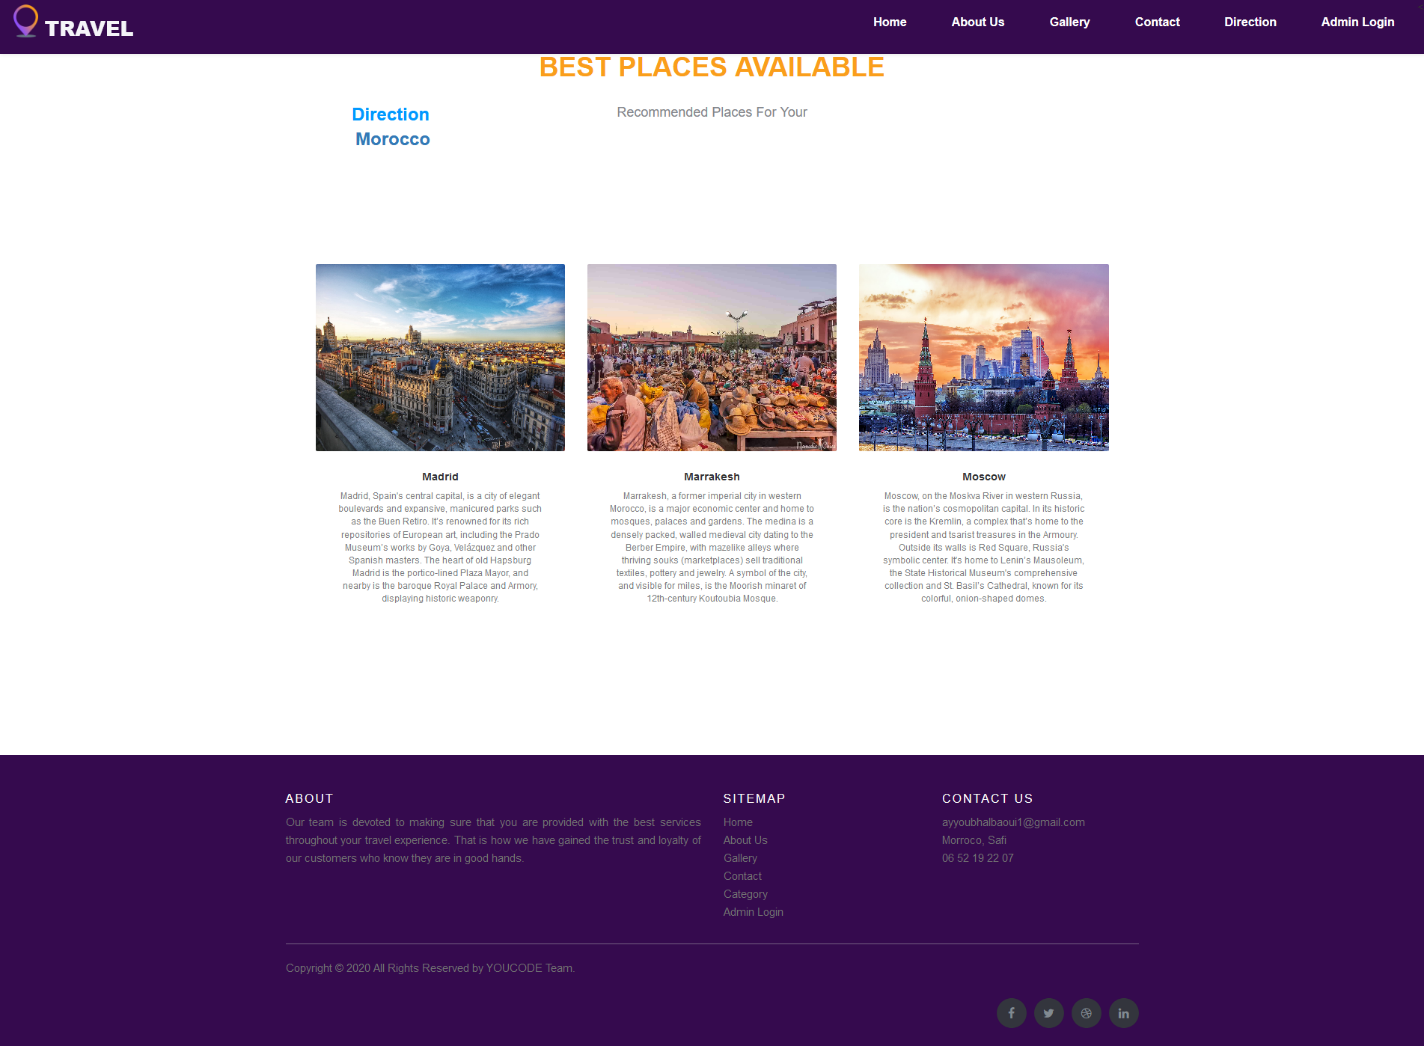 TRAVEL
Home
About Us
Gallery
Contact
Direction
Admin Login
BEST PLACES AVAILABLE
Direction
Morocco
Recommended Places For Your
Madrid
Madrid, Spain's central capital, is a city of elegant
boulevards and expansive, manicured parks such
as the Buen Retiro. It's renowned for its rich
repositories of European art, including the Prado
Museum's works by Goya, Velázquez and other
Spanish masters. The heart of old Hapsburg
Madrid is the portico-lined Plaza Mayor, and
nearby is the baroque Royal Palace and Armory,
displaying historic weaponry.
Marrakesh
Marrakesh, a former imperial city in western
Morocco, is a major economic center and home to
mosques, palaces and gardens. The medina is a
densely packed, walled medieval city dating to the
Berber Empire, with mazelike alleys where
thriving souks (marketplaces) sell traditional
textiles, pottery and jewelry. A symbol of the city,
and visible for miles, is the Moorish minaret of
12th-century Koutoubia Mosque.
Moscow
Moscow, on the Moskva River in western Russia,
is the nation's cosmopolitan capital. In its historic
core is the Kremlin, a complex that's home to the
president and tsarist treasures in the Armoury.
Outside its walls is Red Square, Russia's
symbolic center. It's home to Lenin's Mausoleum,
the State Historical Museum's comprehensive
collection and St. Basil's Cathedral, known for its
colorful, onion-shaped domes.
ABOUT
Our team is devoted to making sure that you are provided with the best services
throughout your travel experience. That is how we have gained the trust and loyalty of
our customers who know they are in good hands.
SITEMAP
Home
About Us
Gallery
Contact
Category
Admin Login
CONTACT US
ayyoubhalbaoui1@gmail.com
Morroco, Safi
06 52 19 22 07
Copyright © 2020 All Rights Reserved by YOUCODE Team.